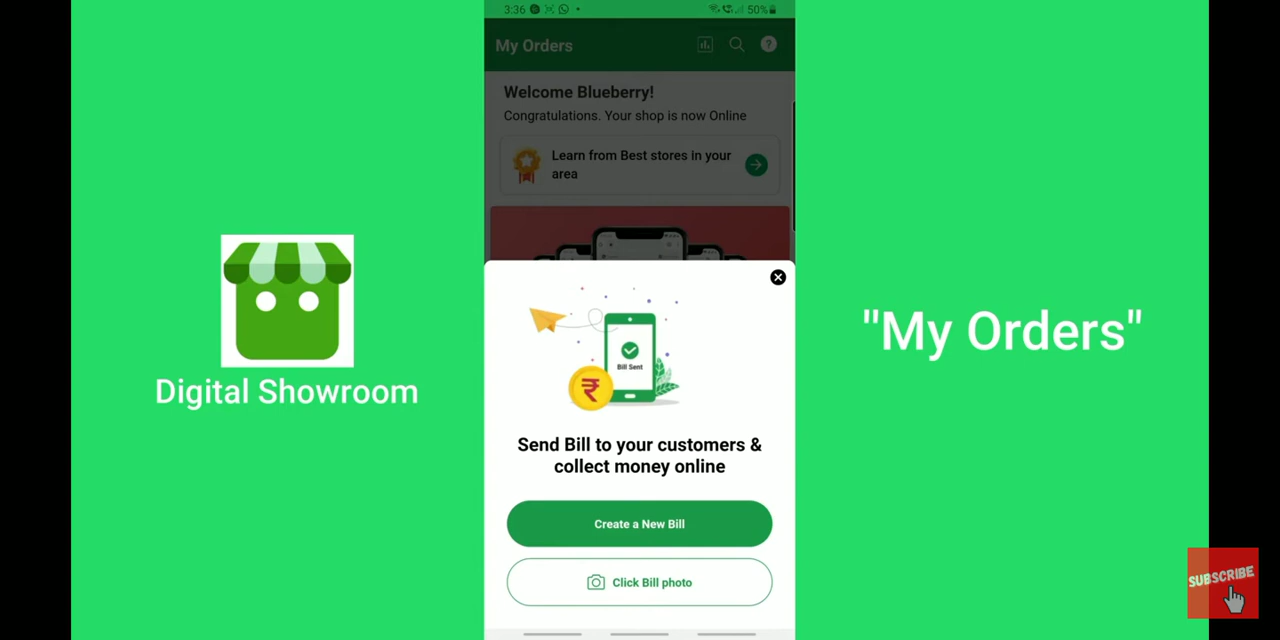 3:36
50%
My Orders
?
Welcome Blueberry!
Congratulations. Your shop is now Online
Learn from Best stores in your
area
Bill Sent
₹
Send Bill to your customers &
collect money online
Create a New Bill
Click Bill photo
Digital Showroom
"My Orders"
SUBSCRIBE